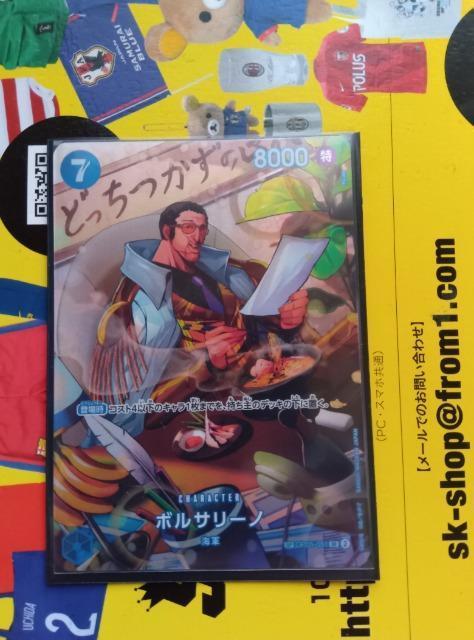 SAMURAI
BLUE
POLUS
7
8000
特
どっちつかずの
登場時 コスト4以下のキャラ1枚までを、持ち主のデッキの下に置く。
CHARACTER
ボルサリーノ
海軍
(PC・スマホ共通)
【メールでのお問い合わせ】
sk-shop@from1.com
UCHIDA
2